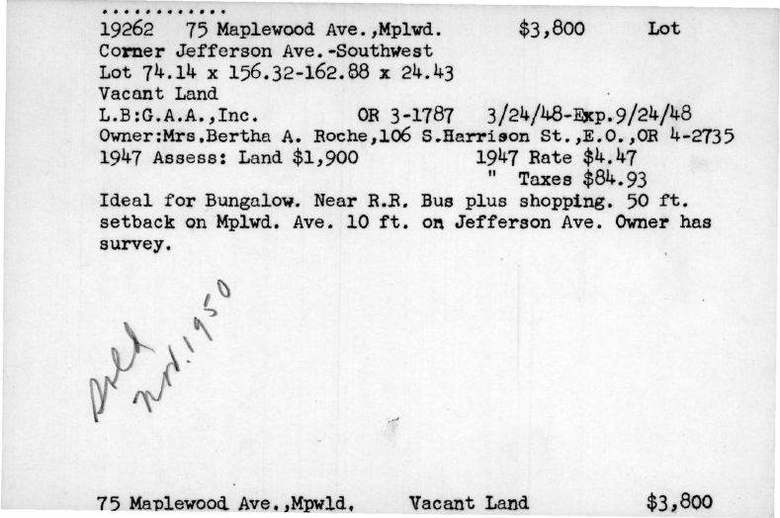 ............
19262 75 Maplewood Ave.,Mplwd. $3,800 Lot
Corner Jefferson Ave.-Southwest
Lot 74.14 x 156.32-162.88 x 24.43
Vacant Land
L.B:G.A.A.,Inc. OR 3-1787 3/24/48-Exp.9/24/48
Owner:Mrs.Bertha A. Roche,106 S.Harrison St.,E.O.,OR 4-2735
1947 Assess: Land $1,900 1947 Rate $4.47
" Taxes $84.93
Ideal for Bungalow. Near R.R. Bus plus shopping. 50 ft.
setback on Mplwd. Ave. 10 ft. on Jefferson Ave. Owner has
survey.
Sold
Nov. 1950
75 Maplewood Ave.,Mpwld. Vacant Land $3,800